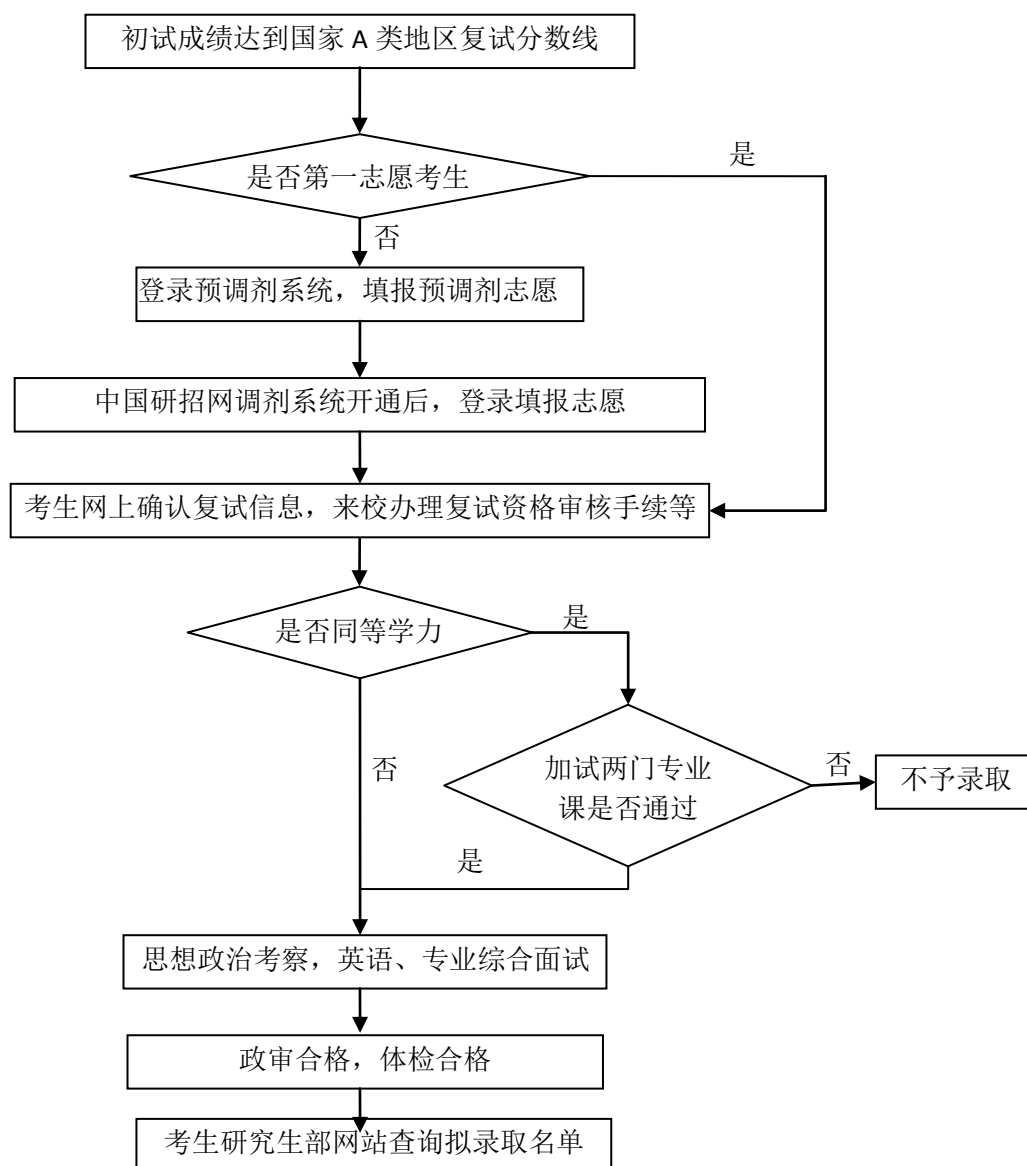 初试成绩达到国家 A 类地区复试分数线
是否第一志愿考生
是
否
登录预调剂系统，填报预调剂志愿
中国研招网调剂系统开通后，登录填报志愿
考生网上确认复试信息，来校办理复试资格审核手续等
是否同等学力
是
否
加试两门专业
课是否通过
否
不予录取
是
思想政治考察，英语、专业综合面试
政审合格，体检合格
考生研究生部网站查询拟录取名单